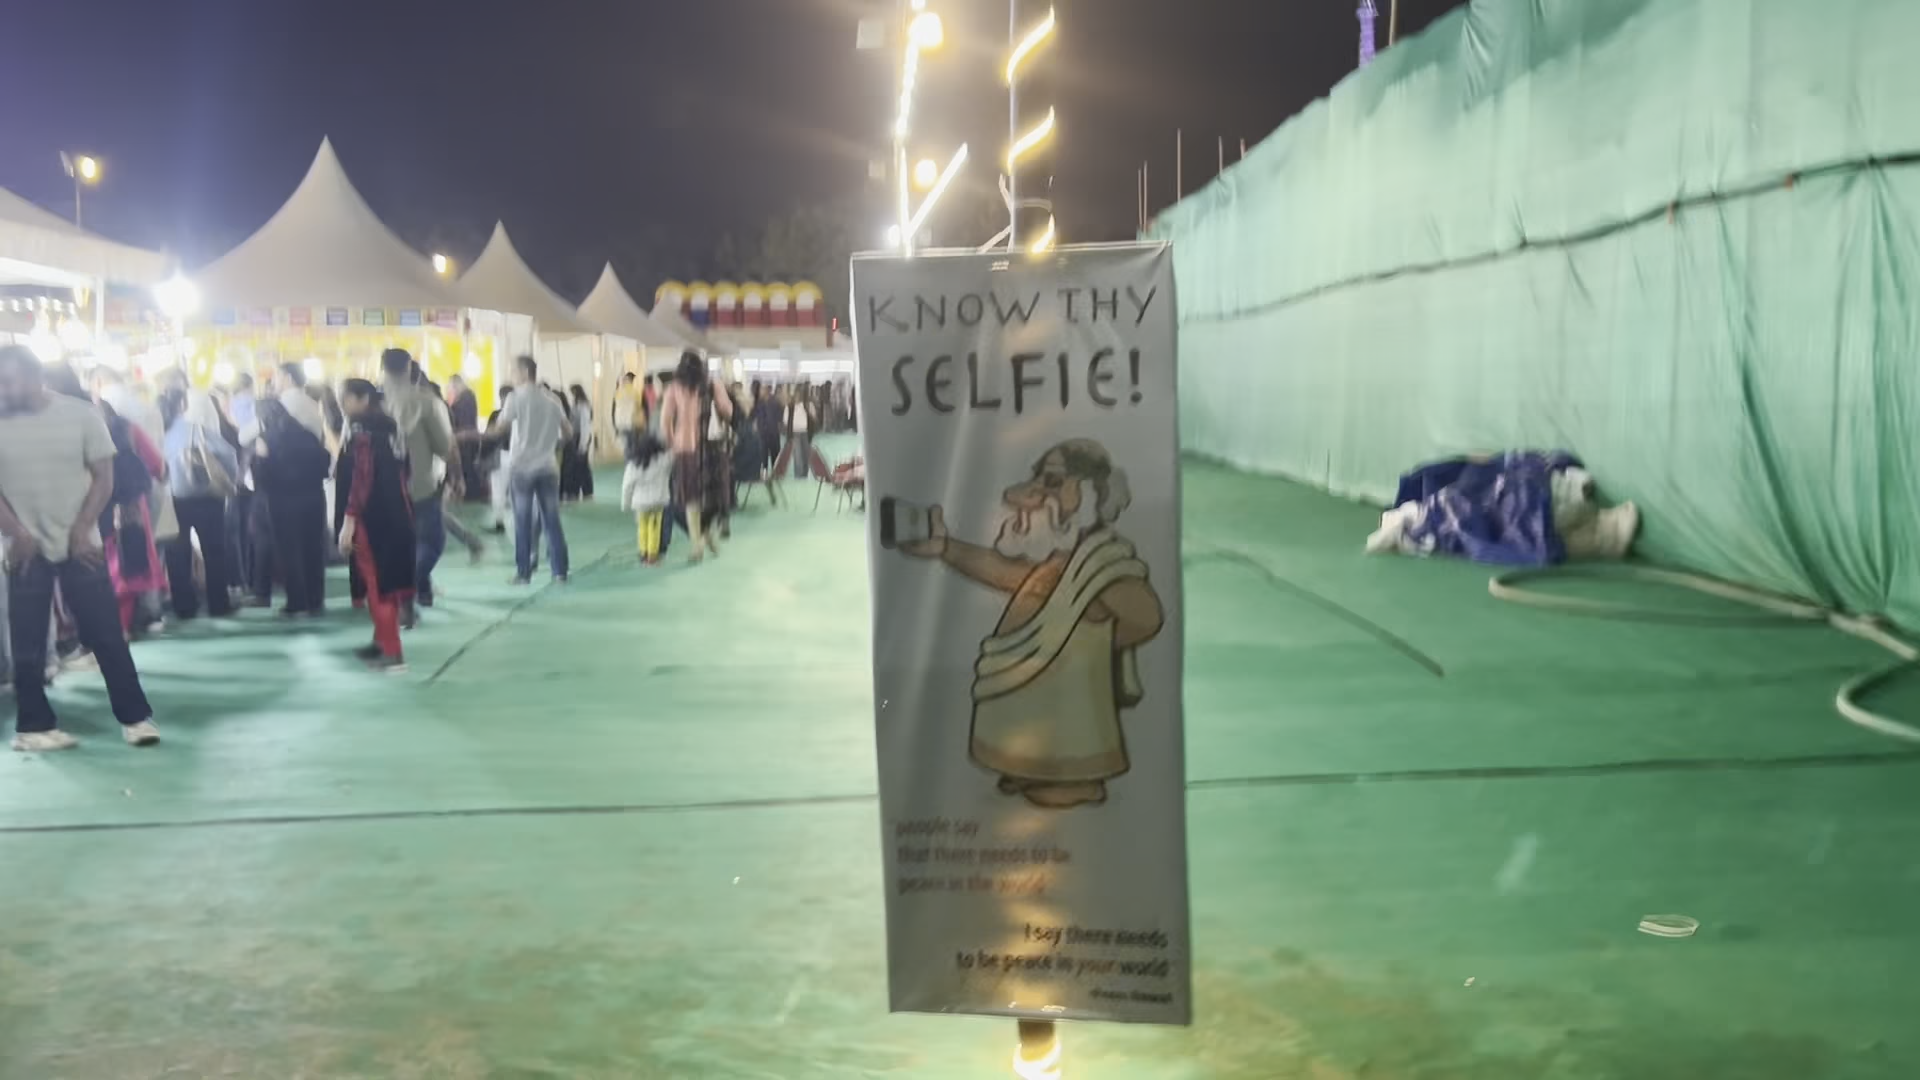 KNOW THY
SELFIE!
people say
that there needs to be
peace in the world
I say there needs
to be peace in your world